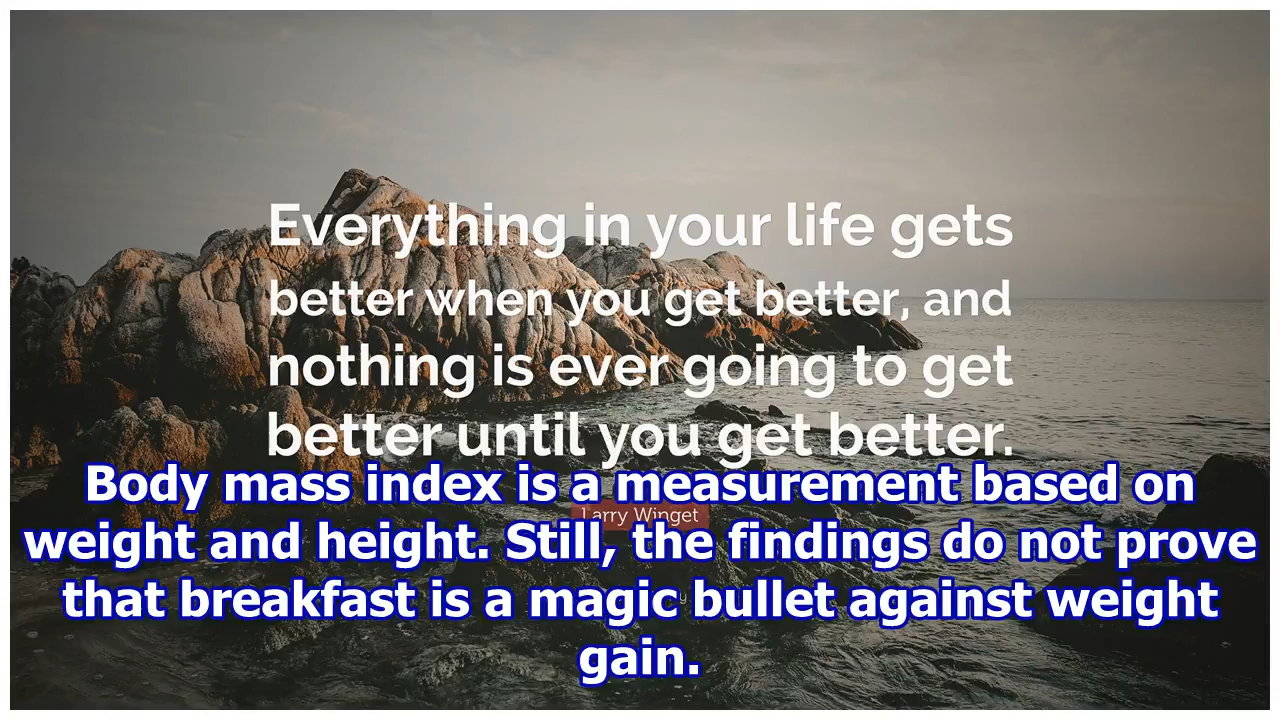 Everything in your life gets
better when you get better, and
nothing is ever going to get
better until you get better.
Body mass index is a measurement based on
Larry Winget
weight and height. Still, the findings do not prove
that breakfast is a magic bullet against weight
gain.